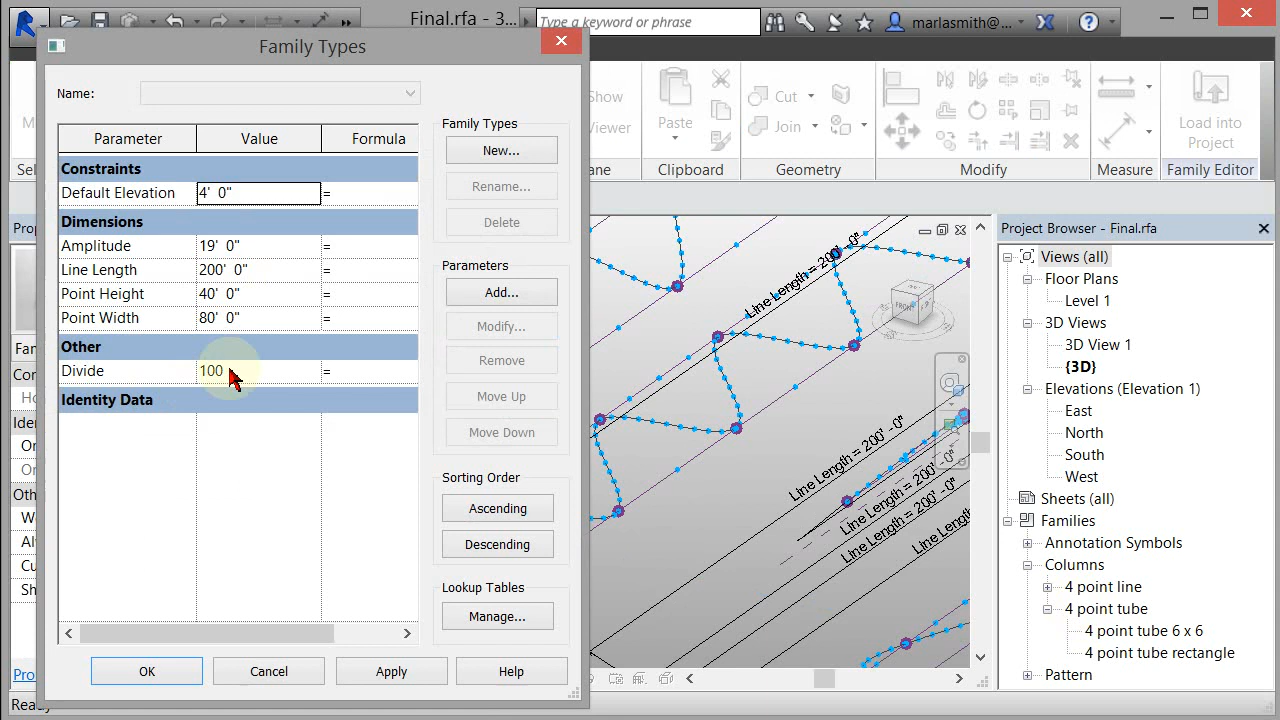 Final.rfa - 3...
Type a keyword or phrase
marlasmith@...
Family Types
Name:
Parameter Value Formula
Constraints
Default Elevation 4' 0" =
Dimensions
Amplitude 19' 0" =
Line Length 200' 0" =
Point Height 40' 0" =
Point Width 80' 0" =
Other
Divide 100 =
Identity Data
Family Types
New...
Rename...
Delete
Parameters
Add...
Modify...
Remove
Move Up
Move Down
Sorting Order
Ascending
Descending
Lookup Tables
Manage...
OK Cancel Apply Help
Show
Viewer
Paste
Cut
Join
Load into
Project
Clipboard Geometry Modify Measure Family Editor
Line Length = 200' -0"
Line Length = 200' -0"
Line Length = 200' -0"
Line Length = 200' -0"
Line Length
FRONT
Project Browser - Final.rfa
Views (all)
Floor Plans
Level 1
3D Views
3D View 1
{3D}
Elevations (Elevation 1)
East
North
South
West
Sheets (all)
Families
Annotation Symbols
Columns
4 point line
4 point tube
4 point tube 6 x 6
4 point tube rectangle
Pattern